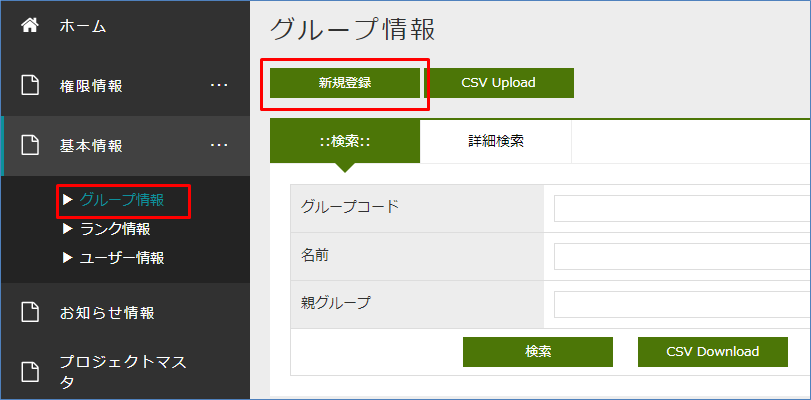 ホーム
権限情報 ...
基本情報 ...
▶ グループ情報
▶ ランク情報
▶ ユーザー情報
お知らせ情報
プロジェクトマス
タ
グループ情報
新規登録 CSV Upload
::検索:: 詳細検索
グループコード
名前
親グループ
検索 CSV Download